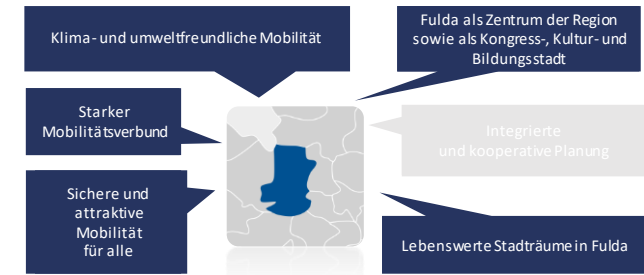 Klima- und umweltfreundliche Mobilität
Fulda als Zentrum der Region
sowie als Kongress-, Kultur- und
Bildungsstadt
Starker
Mobilitätsverbund
Integrierte
und kooperative Planung
Sichere und
attraktive
Mobilität
für alle
Lebenswerte Stadträume in Fulda